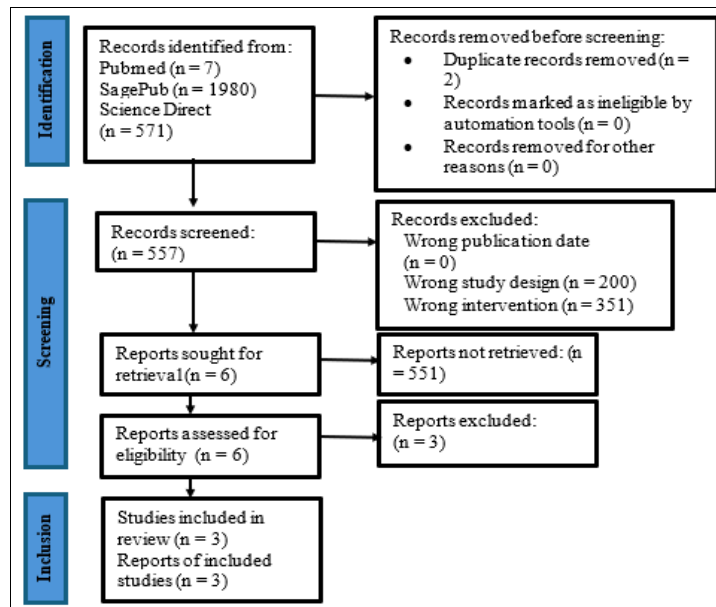 Identification
Records identified from:
Pubmed (n = 7)
SagePub (n = 1980)
Science Direct
(n = 571)
Records removed before screening:
• Duplicate records removed (n =
2)
• Records marked as ineligible by
automation tools (n = 0)
• Records removed for other
reasons (n = 0)
Screening
Records screened:
(n = 557)
Records excluded:
Wrong publication date
(n = 0)
Wrong study design (n = 200)
Wrong intervention (n = 351)
Reports sought for
retrieval (n = 6)
Reports not retrieved: (n
= 551)
Reports assessed for
eligibility (n = 6)
Reports excluded:
(n = 3)
Inclusion
Studies included in
review (n = 3)
Reports of included
studies (n = 3)